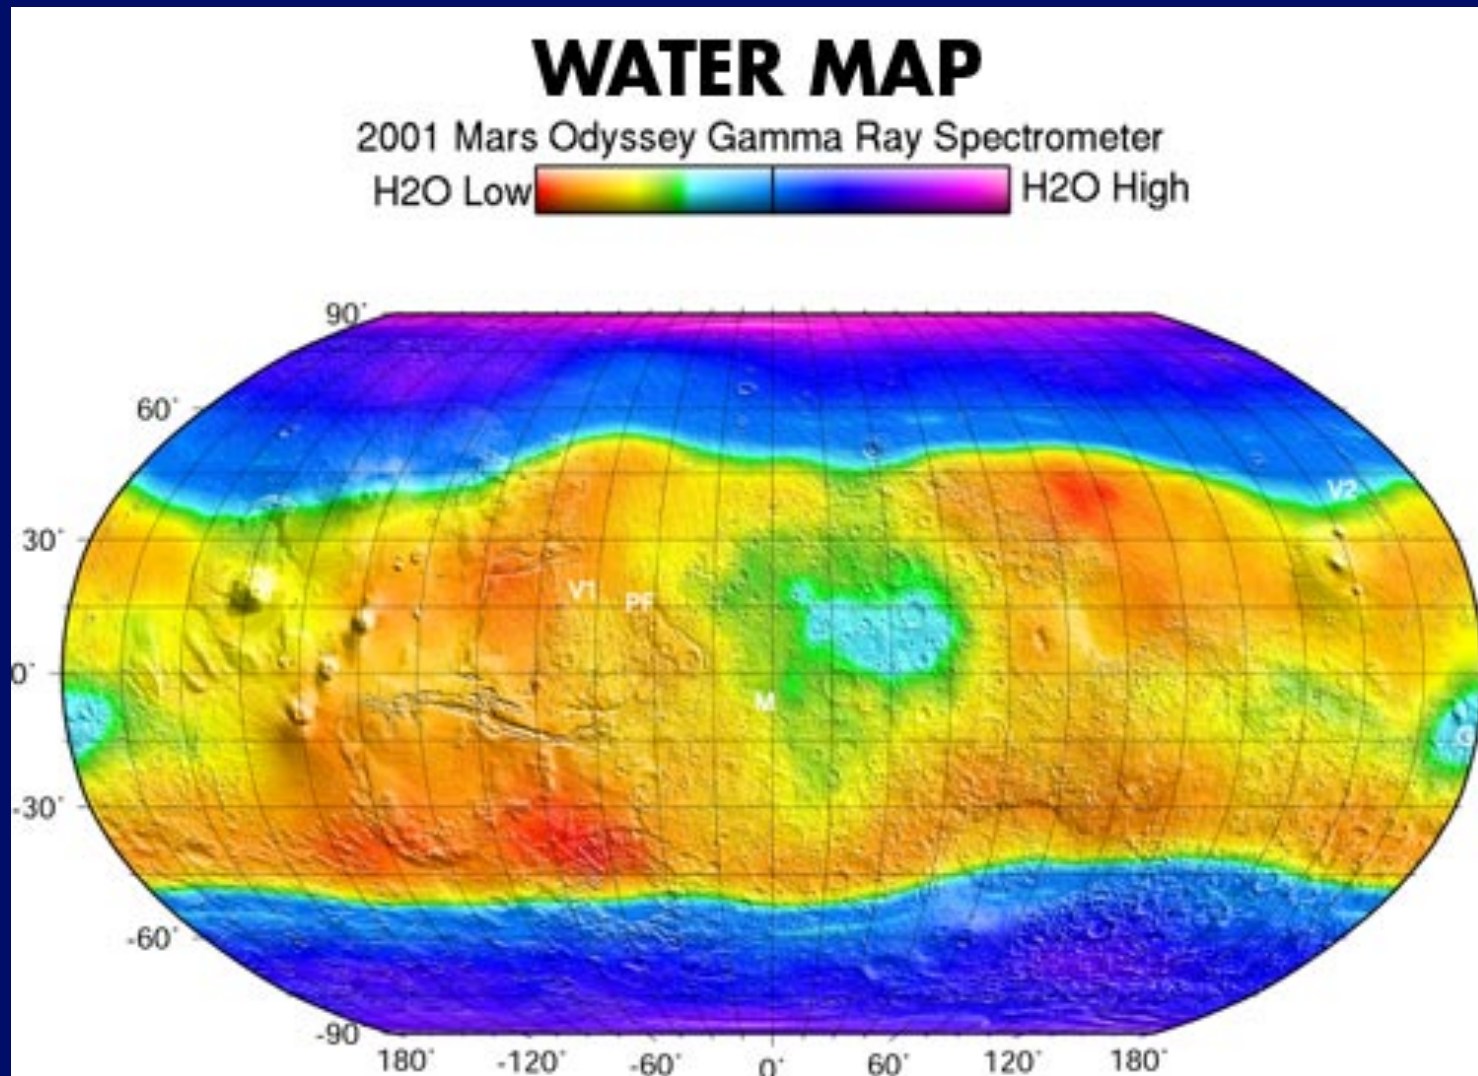 WATER MAP
2001 Mars Odyssey Gamma Ray Spectrometer
H2O Low H2O High
90°
60°
V2
30°
V1 PF
0°
M
G
-30°
-60°
-90
180° -120° -60° 0° 60° 120° 180°